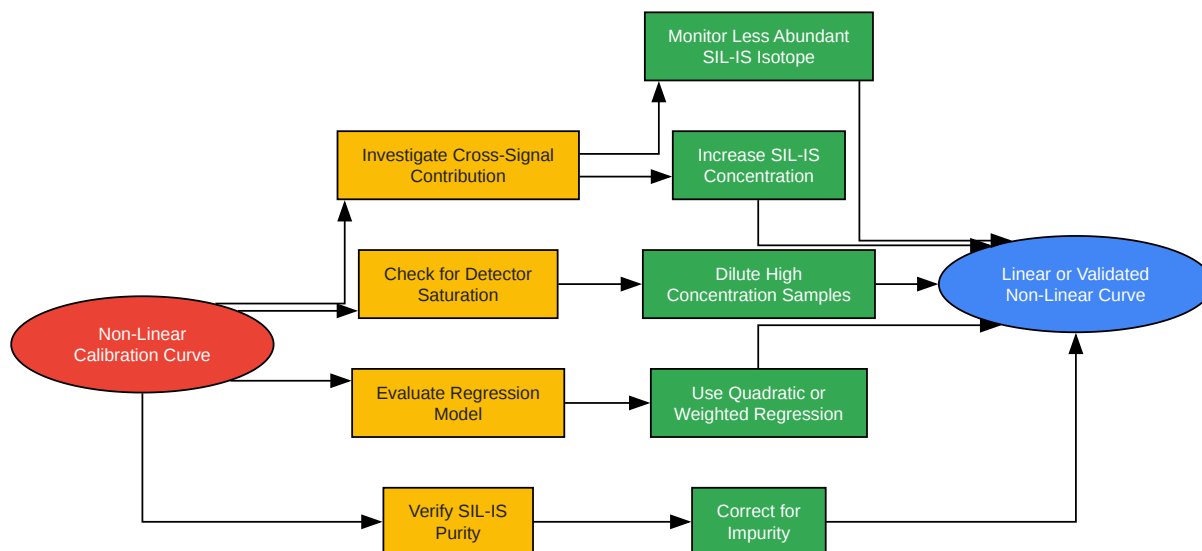 Monitor Less Abundant
SIL-IS Isotope
Investigate Cross-Signal
Contribution
Increase SIL-IS
Concentration
Check for Detector
Saturation
Dilute High
Concentration Samples
Linear or Validated
Non-Linear Curve
Non-Linear
Calibration Curve
Evaluate Regression
Model
Use Quadratic or
Weighted Regression
Verify SIL-IS
Purity
Correct for
Impurity